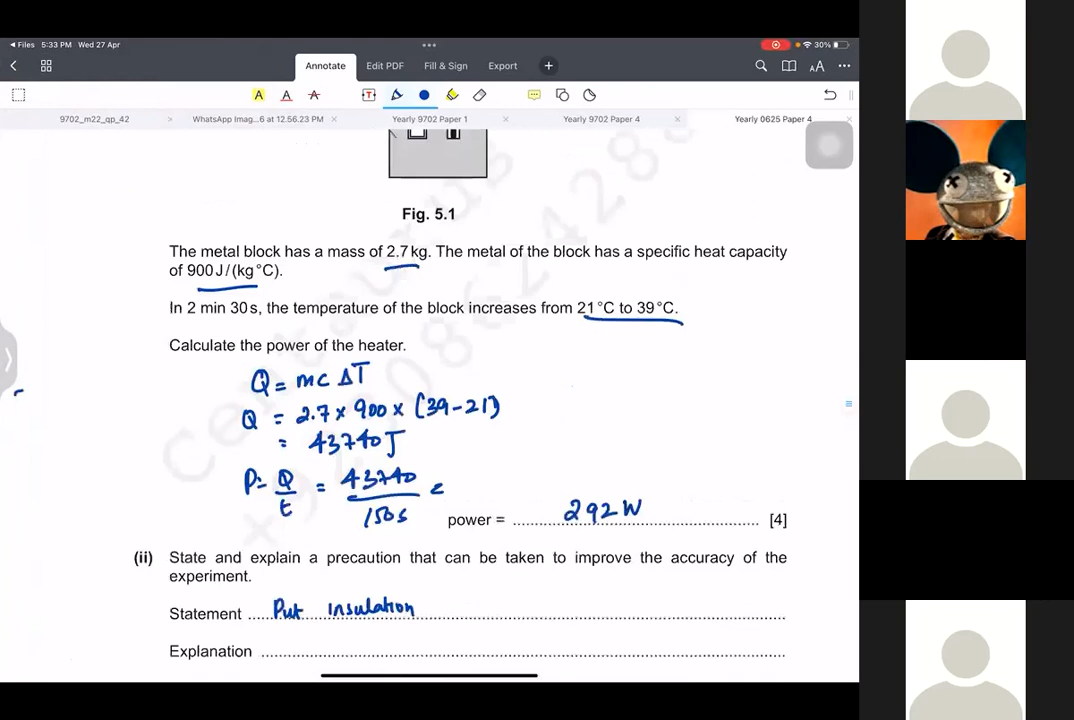 Files 5:33 PM Wed 27 Apr
30%
Annotate Edit PDF Fill & Sign Export
9702_m22_qp_42
WhatsApp Imag...6 at 12.56.23 PM
Yearly 9702 Paper 1
Yearly 9702 Paper 4
Yearly 0625 Paper 4
Fig. 5.1
The metal block has a mass of 2.7 kg. The metal of the block has a specific heat capacity
of 900 J / (kg °C).
In 2 min 30 s, the temperature of the block increases from 21 °C to 39 °C.
Calculate the power of the heater.
Q = mc ΔT
Q = 2.7 × 900 × (39-21)
= 43740 J
P = Q/t = 43740/150s =
power = 292 W [4]
(ii) State and explain a precaution that can be taken to improve the accuracy of the
experiment.
Statement Put insulation
Explanation